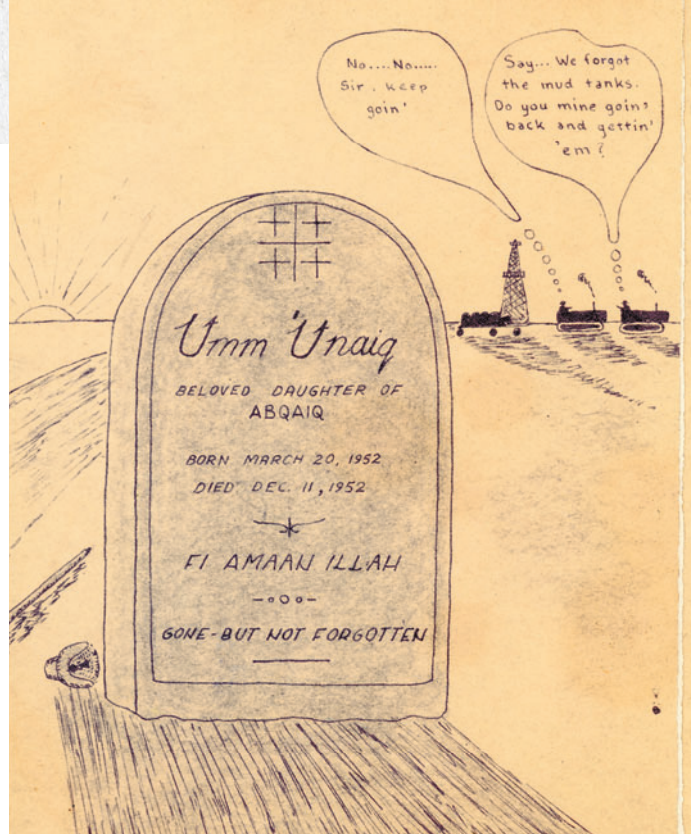 No....No.....
Sir, keep
goin'
Say... We forgot
the mud tanks.
Do you mine goin'
back and gettin'
'em?
Umm 'Unaiq
BELOVED DAUGHTER OF
ABQAIQ
BORN MARCH 20, 1952
DIED DEC. 11, 1952
FI AMAAN ILLAH
GONE-BUT NOT FORGOTTEN